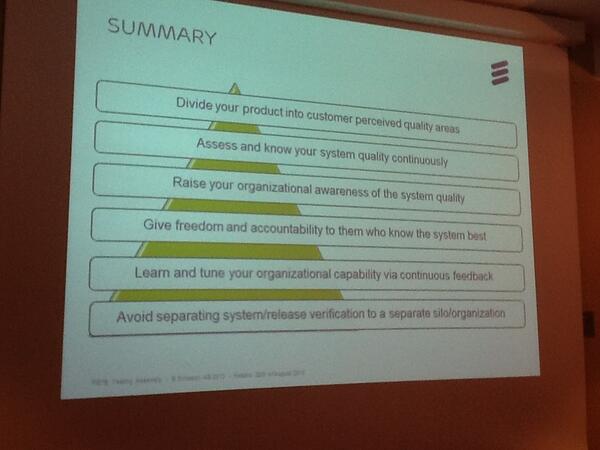 SUMMARY
Divide your product into customer perceived quality areas
Assess and know your system quality continuously
Raise your organizational awareness of the system quality
Give freedom and accountability to them who know the system best
Learn and tune your organizational capability via continuous feedback
Avoid separating system/release verification to a separate silo/organization